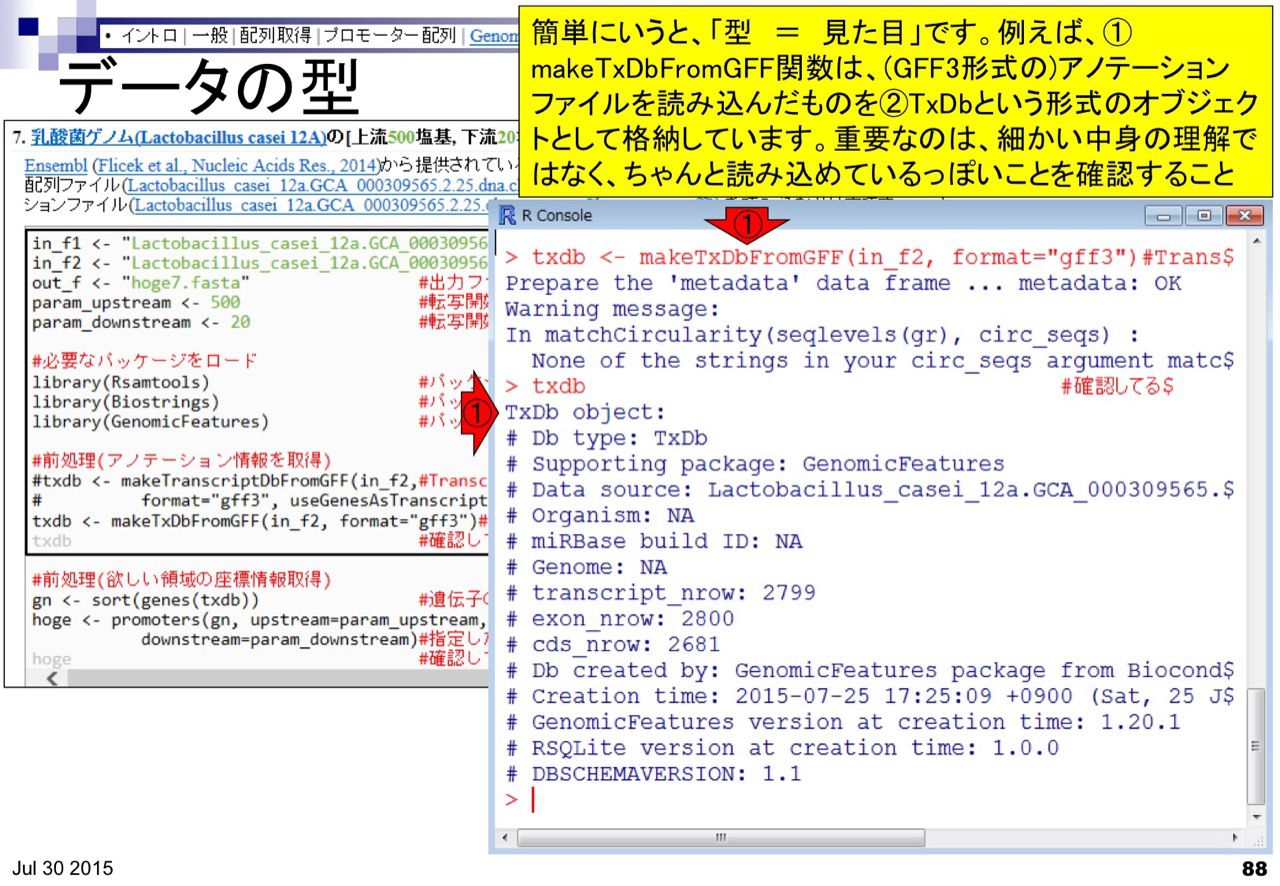 • イントロ | 一般 | 配列取得 | プロモーター配列 | Genom
データの型
簡単にいうと、「型 ＝ 見た目」です。例えば、①
makeTxDbFromGFF関数は、(GFF3形式の)アノテーション
ファイルを読み込んだものを②TxDbという形式のオブジェク
トとして格納しています。重要なのは、細かい中身の理解で
はなく、ちゃんと読み込めているっぽいことを確認すること
7. 乳酸菌ゲノム(Lactobacillus casei 12A)の[上流500塩基, 下流20
Ensembl (Flicek et al., Nucleic Acids Res., 2014)から提供されてい
配列ファイル(Lactobacillus_casei_12a.GCA_000309565.2.25.dna.c
ションファイル(Lactobacillus_casei_12a.GCA_000309565.2.25.
in_f1 <- "Lactobacillus_casei_12a.GCA_00030956
in_f2 <- "Lactobacillus_casei_12a.GCA_00030956
out_f <- "hoge7.fasta" #出力フ
param_upstream <- 500 #転写開始
param_downstream <- 20 #転写開始
#必要なパッケージをロード
library(Rsamtools) #パッケー
library(Biostrings) #パッ
library(GenomicFeatures) #パッ
#前処理(アノテーション情報を取得)
#txdb <- makeTranscriptDbFromGFF(in_f2,#Transc
# format="gff3", useGenesAsTranscript
txdb <- makeTxDbFromGFF(in_f2, format="gff3")#
txdb #確認し
#前処理(欲しい領域の座標情報取得)
gn <- sort(genes(txdb)) #遺伝子の
hoge <- promoters(gn, upstream=param_upstream,
downstream=param_downstream)#指定した
hoge #確認し
R Console
①
> txdb <- makeTxDbFromGFF(in_f2, format="gff3")#Trans$
Prepare the 'metadata' data frame ... metadata: OK
Warning message:
In matchCircularity(seqlevels(gr), circ_seqs) :
None of the strings in your circ_seqs argument matc$
> txdb #確認してる$
①
TxDb object:
# Db type: TxDb
# Supporting package: GenomicFeatures
# Data source: Lactobacillus_casei_12a.GCA_000309565.$
# Organism: NA
# miRBase build ID: NA
# Genome: NA
# transcript_nrow: 2799
# exon_nrow: 2800
# cds_nrow: 2681
# Db created by: GenomicFeatures package from Biocond$
# Creation time: 2015-07-25 17:25:09 +0900 (Sat, 25 J$
# GenomicFeatures version at creation time: 1.20.1
# RSQLite version at creation time: 1.0.0
# DBSCHEMAVERSION: 1.1
>
Jul 30 2015
88